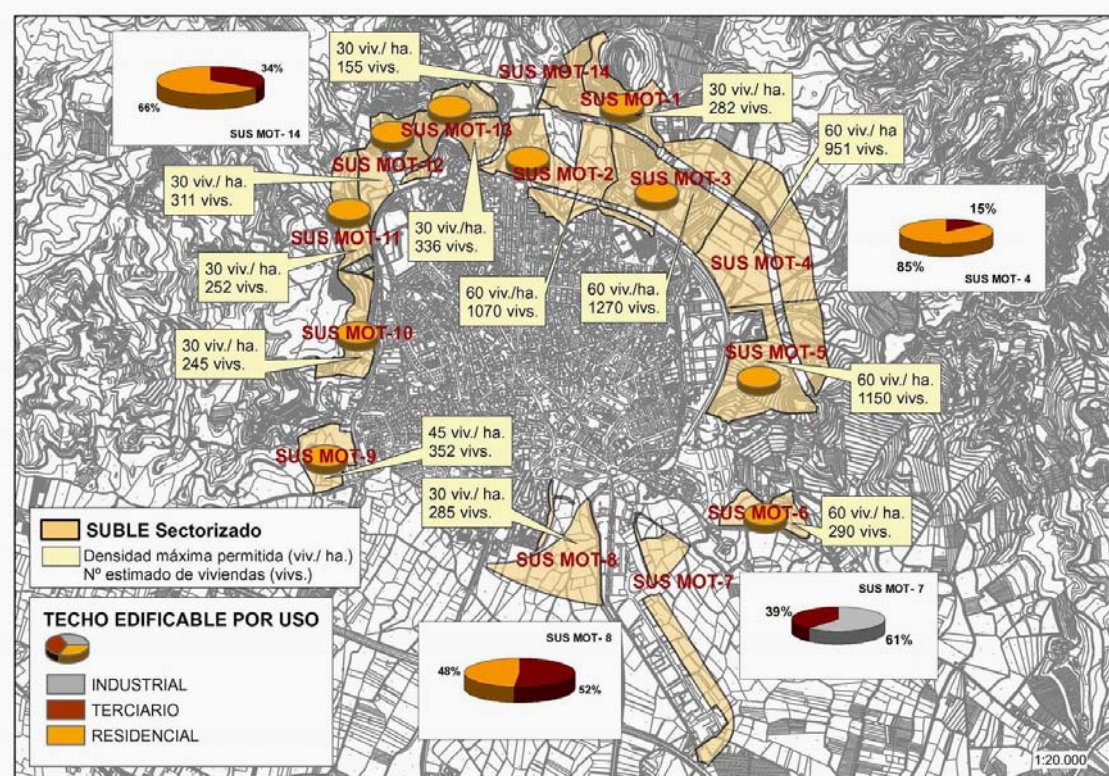 30 viv./ ha.
155 vivs.
SUS MOT-14
34%
66%
SUS MOT- 14
SUS MOT-1
30 viv./ ha.
282 vivs.
60 viv./ ha
951 vivs.
SUS MOT-13
SUS MOT-12
SUS MOT-2
SUS MOT-3
30 viv./ ha.
311 vivs.
15%
85%
SUS MOT- 4
SUS MOT-11
30 viv./ha.
336 vivs.
SUS MOT-4
30 viv./ ha.
252 vivs.
60 viv./ha.
1070 vivs.
60 viv./ha.
1270 vivs.
SUS MOT-10
30 viv./ ha.
245 vivs.
SUS MOT-5
60 viv./ ha.
1150 vivs.
SUS MOT-9
45 viv./ ha.
352 vivs.
30 viv./ ha.
285 vivs.
SUS MOT-6
60 viv./ ha.
290 vivs.
SUS MOT-8
SUS MOT-7
SUBLE Sectorizado
Densidad máxima permitida (viv./ ha.)
Nº estimado de viviendas (vivs.)
TECHO EDIFICABLE POR USO
INDUSTRIAL
TERCIARIO
RESIDENCIAL
SUS MOT- 8
48%
52%
SUS MOT- 7
39%
61%
1:20.000